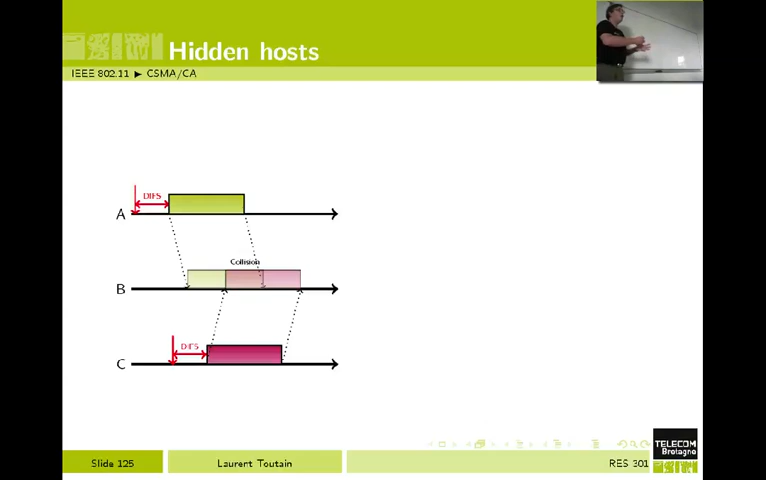 Hidden hosts
IEEE 802.11 ▶ CSMA/CA
DIFS
A
Collision
B
DIFS
C
TELECOM
Bretagne
Slide 125
Laurent Toutain
RES 301